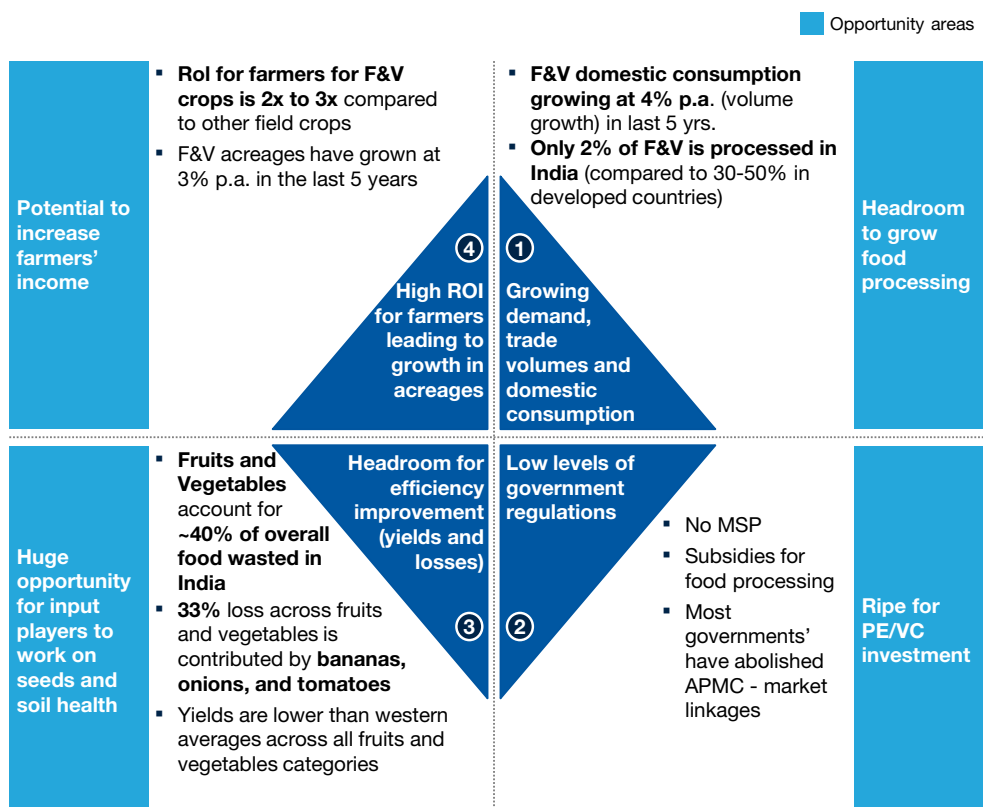 Opportunity areas
Potential to
increase
farmers'
income
▪ RoI for farmers for F&V
crops is 2x to 3x compared
to other field crops
▪ F&V acreages have grown at
3% p.a. in the last 5 years
4
High ROI
for farmers
leading to
growth in
acreages
▪ F&V domestic consumption
growing at 4% p.a. (volume
growth) in last 5 yrs.
▪ Only 2% of F&V is processed in
India (compared to 30-50% in
developed countries)
1
Growing
demand,
trade
volumes and
domestic
consumption
Headroom
to grow
food
processing
Huge
opportunity
for input
players to
work on
seeds and
soil health
▪ Fruits and
Vegetables
account for
~40% of overall
food wasted in
India
▪ 33% loss across fruits
and vegetables is
contributed by bananas,
onions, and tomatoes
▪ Yields are lower than western
averages across all fruits and
vegetables categories
Headroom for
efficiency
improvement
(yields and
losses)
3
Low levels of
government
regulations
2
▪ No MSP
▪ Subsidies for
food processing
▪ Most
governments'
have abolished
APMC - market
linkages
Ripe for
PE/VC
investment